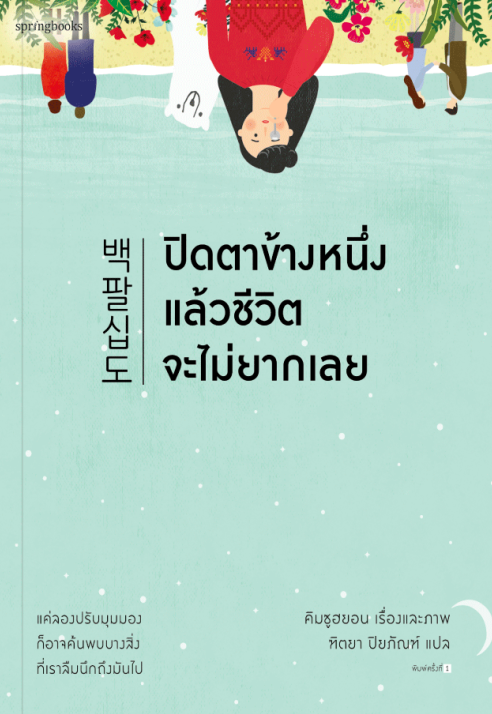 springbooks
백팔십도
ปิดตาข้างหนึ่ง
แล้วชีวิต
จะไม่ยากเลย
แค่ลองปรับมุมมอง
ก็อาจค้นพบบางสิ่ง
ที่เราลืมนึกถึงมันไป
คิมซูฮยอน เรื่องและภาพ
ฑิตยา ปิยภัณฑ์ แปล
พิมพ์ครั้งที่ 1